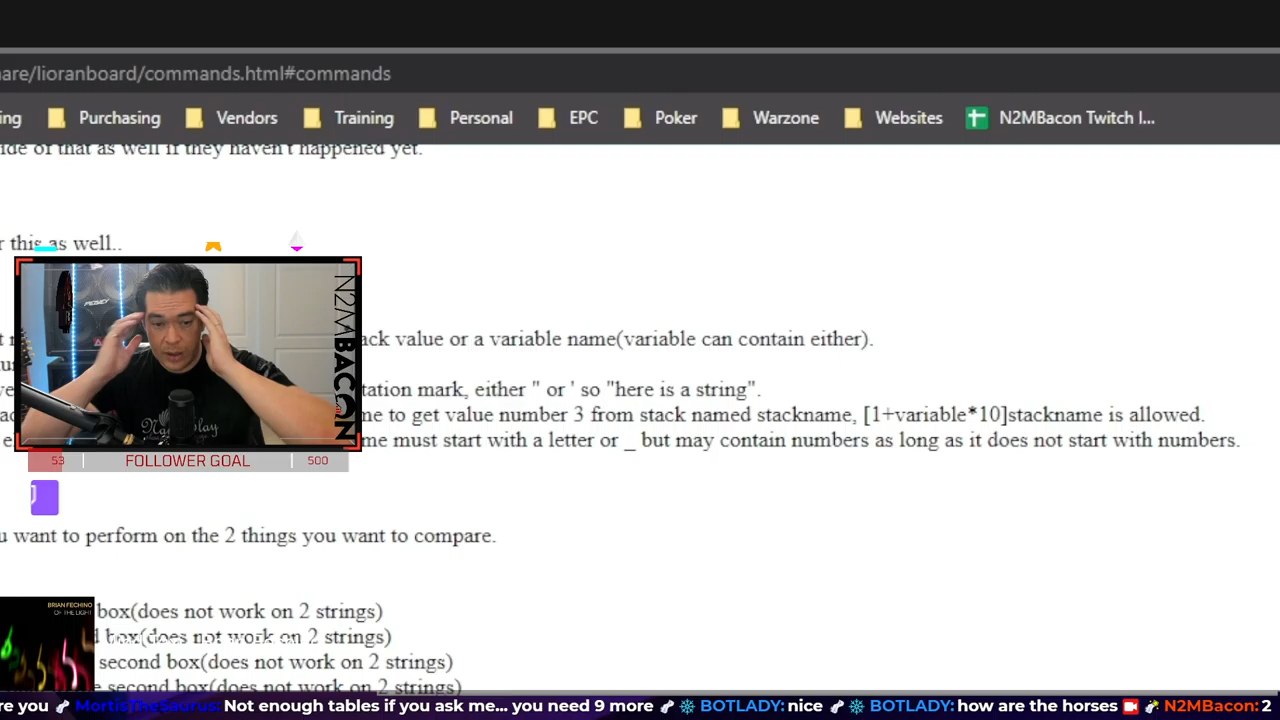 are/lioranboard/commands.html#commands
ing Purchasing Vendors Training Personal EPC Poker Warzone Websites N2MBacon Twitch I...
ide of that as well if they haven't happened yet.
r this as well..
ack value or a variable name(variable can contain either).
tation mark, either " or ' so "here is a string".
me to get value number 3 from stack named stackname, [1+variable*10]stackname is allowed.
me must start with a letter or _ but may contain numbers as long as it does not start with numbers.
N2MBACON
53 FOLLOWER GOAL 500
u want to perform on the 2 things you want to compare.
BRIAN FECHINO
OF THE LIGHT
box(does not work on 2 strings)
d box(does not work on 2 strings)
second box(does not work on 2 strings)
second box(does not work on 2 strings)
re you MortisTheSaurus: Not enough tables if you ask me... you need 9 more BOTLADY: nice BOTLADY: how are the horses N2MBacon: 2